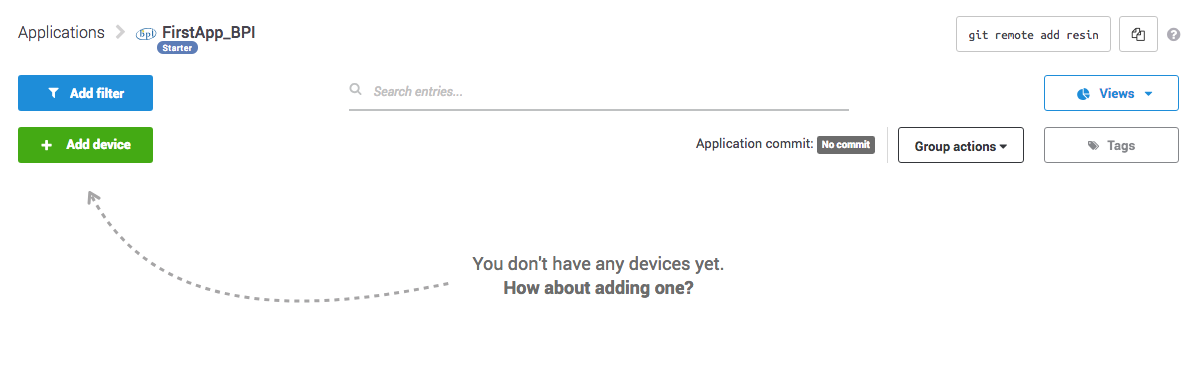 Applications
bpi
FirstApp_BPI
Starter
git remote add resin
?
Add filter
Search entries...
Views
+ Add device
Application commit: No commit
Group actions
Tags
You don't have any devices yet.
How about adding one?